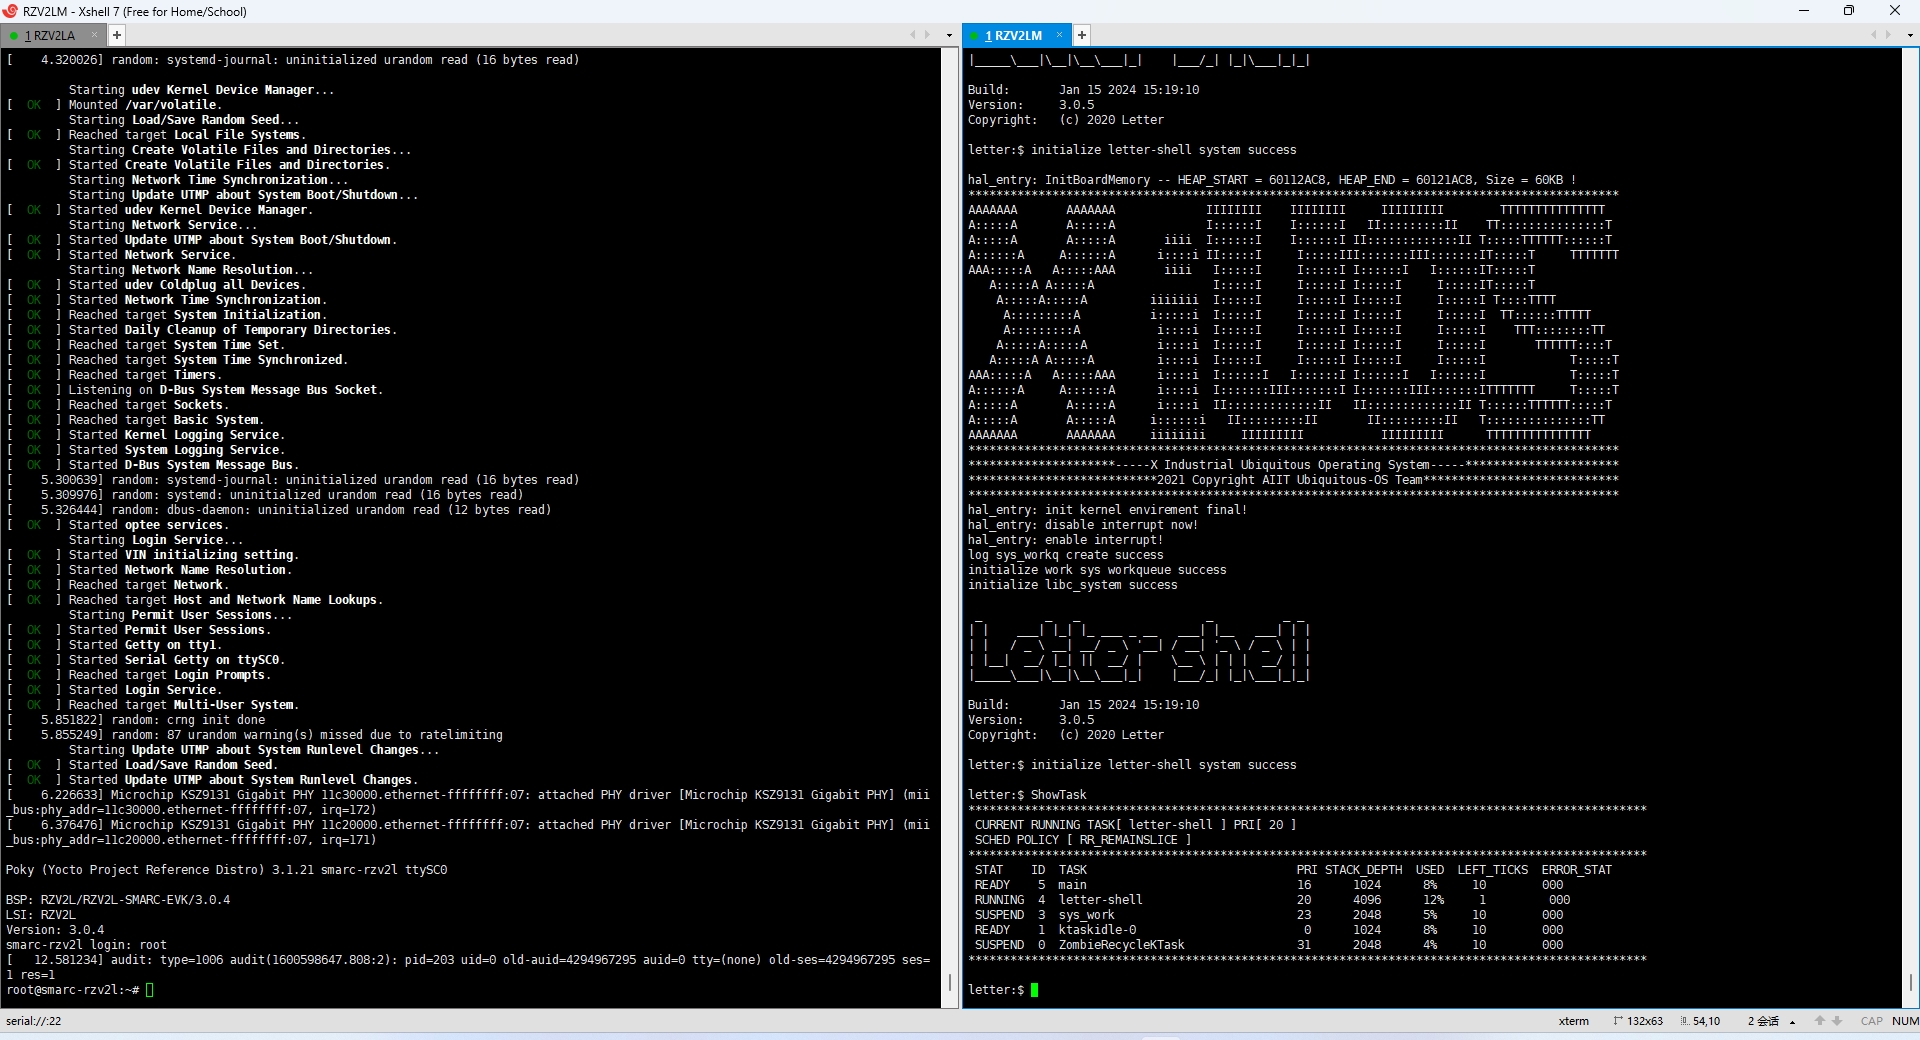 RZV2LM - Xshell 7 (Free for Home/School)
1 RZV2LA
[    4.320026] random: systemd-journal: uninitialized urandom read (16 bytes read)
         Starting udev Kernel Device Manager...
[  OK  ] Mounted /var/volatile.
         Starting Load/Save Random Seed...
[  OK  ] Reached target Local File Systems.
         Starting Create Volatile Files and Directories...
[  OK  ] Started Create Volatile Files and Directories.
         Starting Network Time Synchronization...
         Starting Update UTMP about System Boot/Shutdown...
[  OK  ] Started udev Kernel Device Manager.
         Starting Network Service...
[  OK  ] Started Update UTMP about System Boot/Shutdown.
[  OK  ] Started Network Service.
         Starting Network Name Resolution...
[  OK  ] Started udev Coldplug all Devices.
[  OK  ] Started Network Time Synchronization.
[  OK  ] Reached target System Initialization.
[  OK  ] Started Daily Cleanup of Temporary Directories.
[  OK  ] Reached target System Time Set.
[  OK  ] Reached target System Time Synchronized.
[  OK  ] Reached target Timers.
[  OK  ] Listening on D-Bus System Message Bus Socket.
[  OK  ] Reached target Sockets.
[  OK  ] Reached target Basic System.
[  OK  ] Started Kernel Logging Service.
[  OK  ] Started System Logging Service.
[  OK  ] Started D-Bus System Message Bus.
[    5.300639] random: systemd-journal: uninitialized urandom read (16 bytes read)
[    5.309976] random: systemd: uninitialized urandom read (16 bytes read)
[    5.326444] random: dbus-daemon: uninitialized urandom read (12 bytes read)
[  OK  ] Started optee services.
         Starting Login Service...
[  OK  ] Started VIN initializing setting.
[  OK  ] Started Network Name Resolution.
[  OK  ] Reached target Network.
[  OK  ] Reached target Host and Network Name Lookups.
         Starting Permit User Sessions...
[  OK  ] Started Permit User Sessions.
[  OK  ] Started Getty on tty1.
[  OK  ] Started Serial Getty on ttySC0.
[  OK  ] Reached target Login Prompts.
[  OK  ] Started Login Service.
[  OK  ] Reached target Multi-User System.
[    5.851822] random: crng init done
[    5.855249] random: 87 urandom warning(s) missed due to ratelimiting
         Starting Update UTMP about System Runlevel Changes...
[  OK  ] Started Load/Save Random Seed.
[  OK  ] Started Update UTMP about System Runlevel Changes.
[    6.226633] Microchip KSZ9131 Gigabit PHY 11c30000.ethernet-ffffffff:07: attached PHY driver [Microchip KSZ9131 Gigabit PHY] (mii
_bus:phy_addr=11c30000.ethernet-ffffffff:07, irq=172)
[    6.376476] Microchip KSZ9131 Gigabit PHY 11c20000.ethernet-ffffffff:07: attached PHY driver [Microchip KSZ9131 Gigabit PHY] (mii
_bus:phy_addr=11c20000.ethernet-ffffffff:07, irq=171)
Poky (Yocto Project Reference Distro) 3.1.21 smarc-rzv2l ttySC0
BSP: RZV2L/RZV2L-SMARC-EVK/3.0.4
LSI: RZV2L
Version: 3.0.4
smarc-rzv2l login: root
[   12.581234] audit: type=1006 audit(1600598647.808:2): pid=203 uid=0 old-auid=4294967295 auid=0 tty=(none) old-ses=4294967295 ses=
1 res=1
root@smarc-rzv2l:~#
1 RZV2LM
Build:       Jan 15 2024 15:19:10
Version:     3.0.5
Copyright:   (c) 2020 Letter
letter:$ initialize letter-shell system success
hal_entry: InitBoardMemory -- HEAP_START = 60112AC8, HEAP_END = 60121AC8, Size = 60KB !
XiUOS
*********************-----X Industrial Ubiquitous Operating System-----**********************
***************************2021 Copyright AIIT Ubiquitous-OS Team****************************
hal_entry: init kernel envirement final!
hal_entry: disable interrupt now!
hal_entry: enable interrupt!
log sys_workq create success
initialize work sys workqueue success
initialize libc_system success
Letter shell
Build:       Jan 15 2024 15:19:10
Version:     3.0.5
Copyright:   (c) 2020 Letter
letter:$ initialize letter-shell system success
letter:$ ShowTask
CURRENT RUNNING TASK[ letter-shell ] PRI[ 20 ]
SCHED POLICY [ RR_REMAINSLICE ]
STAT    ID  TASK                              PRI STACK_DEPTH  USED  LEFT_TICKS  ERROR_STAT
READY    5  main                              16      1024      8%     10        000
RUNNING  4  letter-shell                      20      4096      12%     1         000
SUSPEND  3  sys_work                          23      2048      5%     10        000
READY    1  ktaskidle-0                        0      1024      8%     10        000
SUSPEND  0  ZombieRecycleKTask                31      2048      4%     10        000
letter:$
serial://:22
xterm
132x63
54,10
2 会话
CAP
NUM